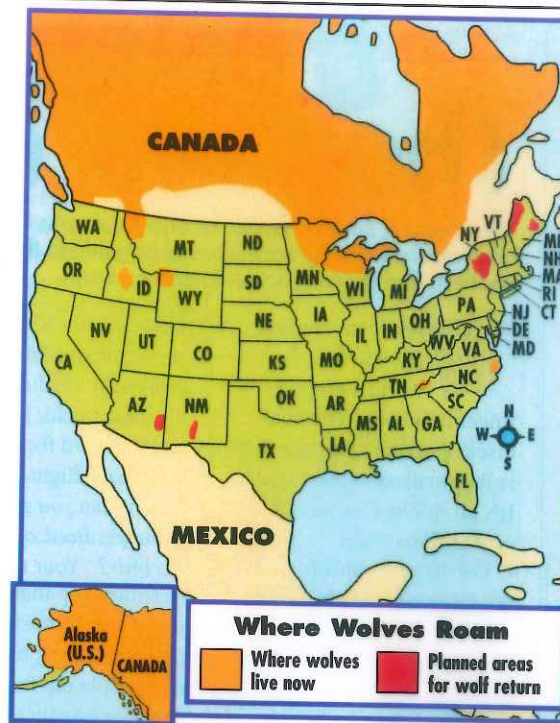 CANADA
WA
MT
ND
OR
ID
WY
SD
MN
WI
MI
NY
VT
NH
MA
RI
CT
NJ
DE
MD
PA
NV
UT
CO
NE
IA
IL
IN
OH
WV
VA
KS
MO
KY
CA
AZ
NM
OK
AR
TN
NC
SC
TX
LA
MS
AL
GA
FL
N
W
E
S
MEXICO
Alaska
(U.S.)
CANADA
Where Wolves Roam
Where wolves
live now
Planned areas
for wolf return